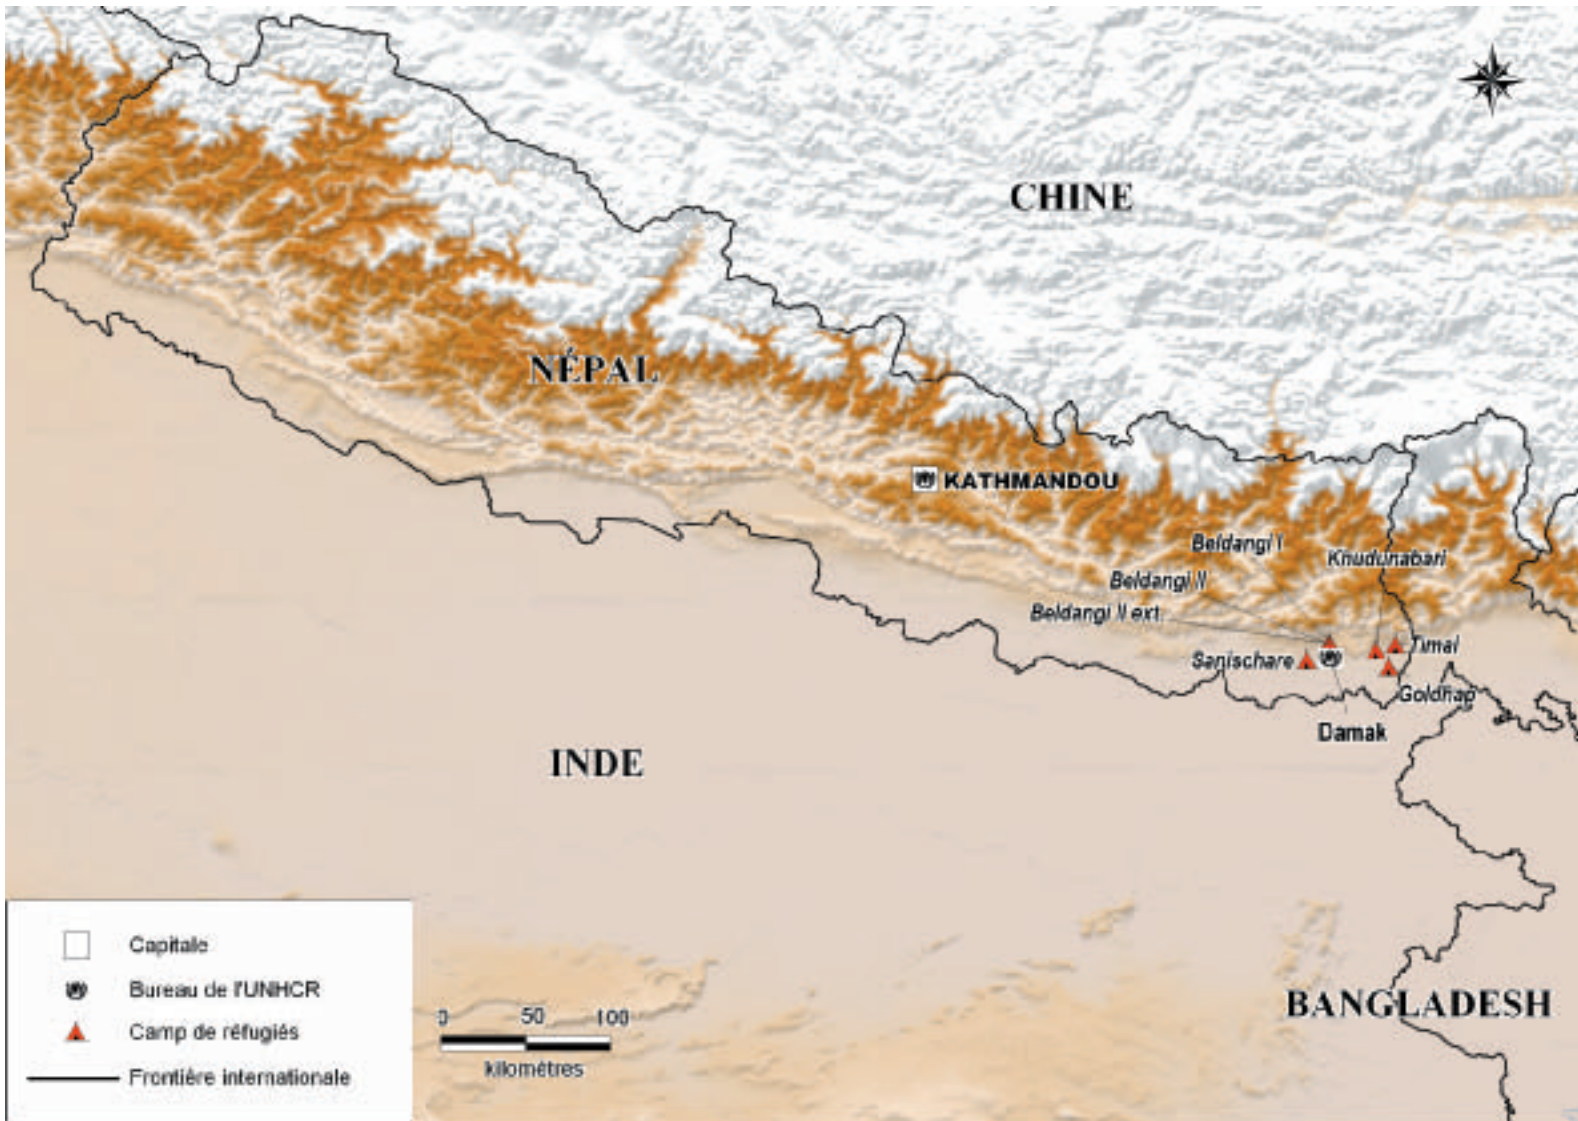 CHINE
NÉPAL
KATHMANDOU
Beldangi I
Khudunabari
Beldangi II
Beldangi II ext.
Sanischare
Timai
Goldhap
Damak
INDE
BANGLADESH
Capitale
Bureau de l'UNHCR
Camp de réfugiés
Frontière internationale
0 50 100
kilomètres